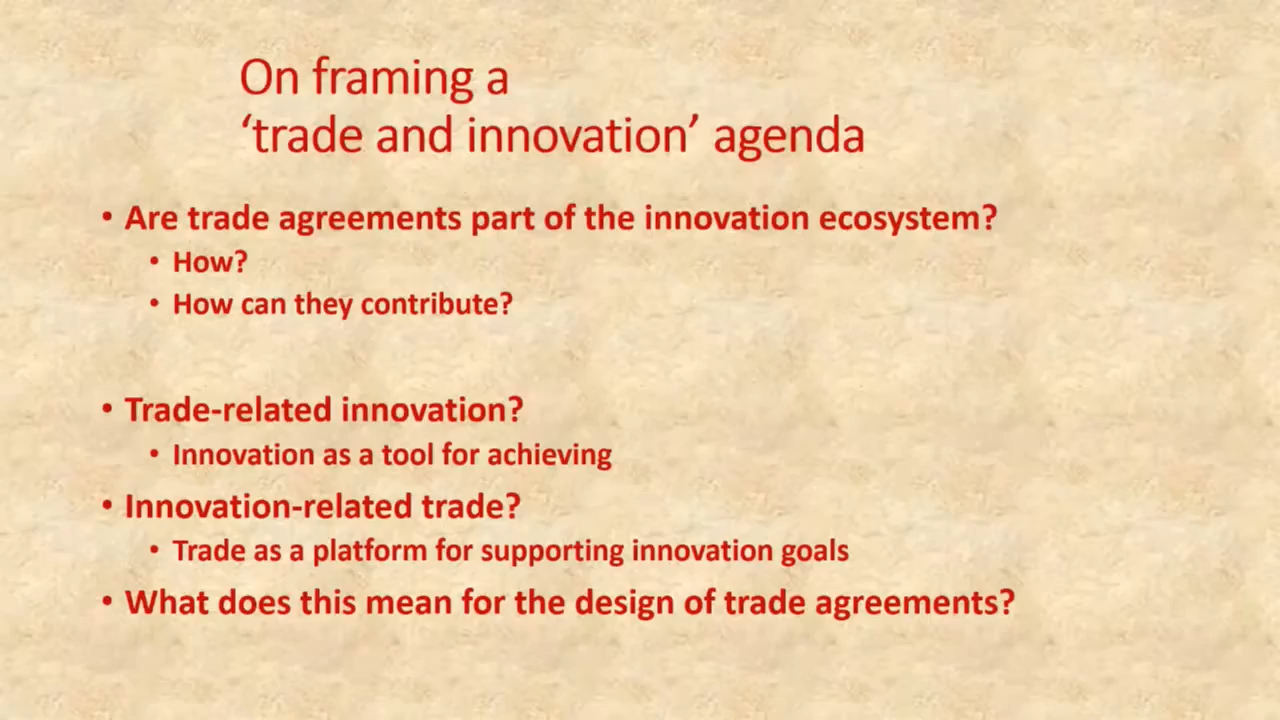 On framing a
‘trade and innovation’ agenda
• Are trade agreements part of the innovation ecosystem?
• How?
• How can they contribute?
• Trade-related innovation?
• Innovation as a tool for achieving
• Innovation-related trade?
• Trade as a platform for supporting innovation goals
• What does this mean for the design of trade agreements?